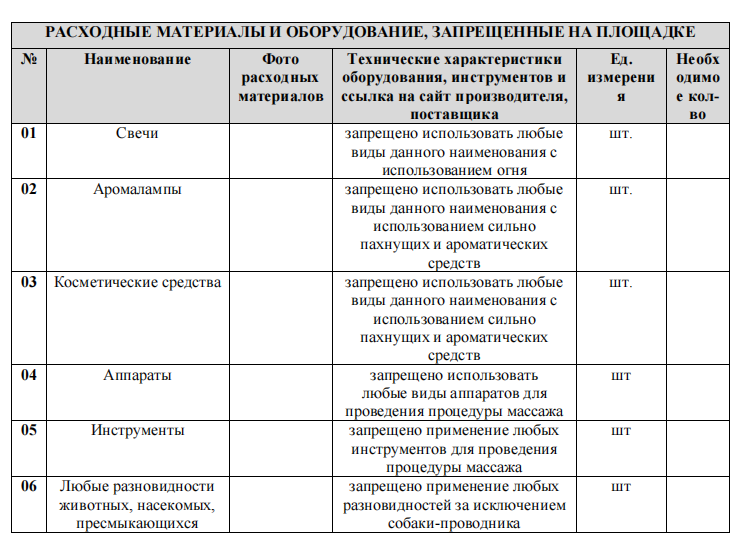 РАСХОДНЫЕ МАТЕРИАЛЫ И ОБОРУДОВАНИЕ, ЗАПРЕЩЕННЫЕ НА ПЛОЩАДКЕ
№
Наименование
Фото
расходных
материалов
Технические характеристики
оборудования, инструментов и
ссылка на сайт производителя,
поставщика
Ед.
измерени
я
Необх
одимо
е кол-
во
01
Свечи
запрещено использовать любые
виды данного наименования с
использованием огня
шт.
02
Аромалампы
запрещено использовать любые
виды данного наименования с
использованием сильно
пахнущих и ароматических
средств
шт.
03
Косметические средства
запрещено использовать любые
виды данного наименования с
использованием сильно
пахнущих и ароматических
средств
шт.
04
Аппараты
запрещено использовать
любые виды аппаратов для
проведения процедуры массажа
шт
05
Инструменты
запрещено применение любых
инструментов для проведения
процедуры массажа
шт
06
Любые разновидности
животных, насекомых,
пресмыкающихся
запрещено применение любых
разновидностей за исключением
собаки-проводника
шт